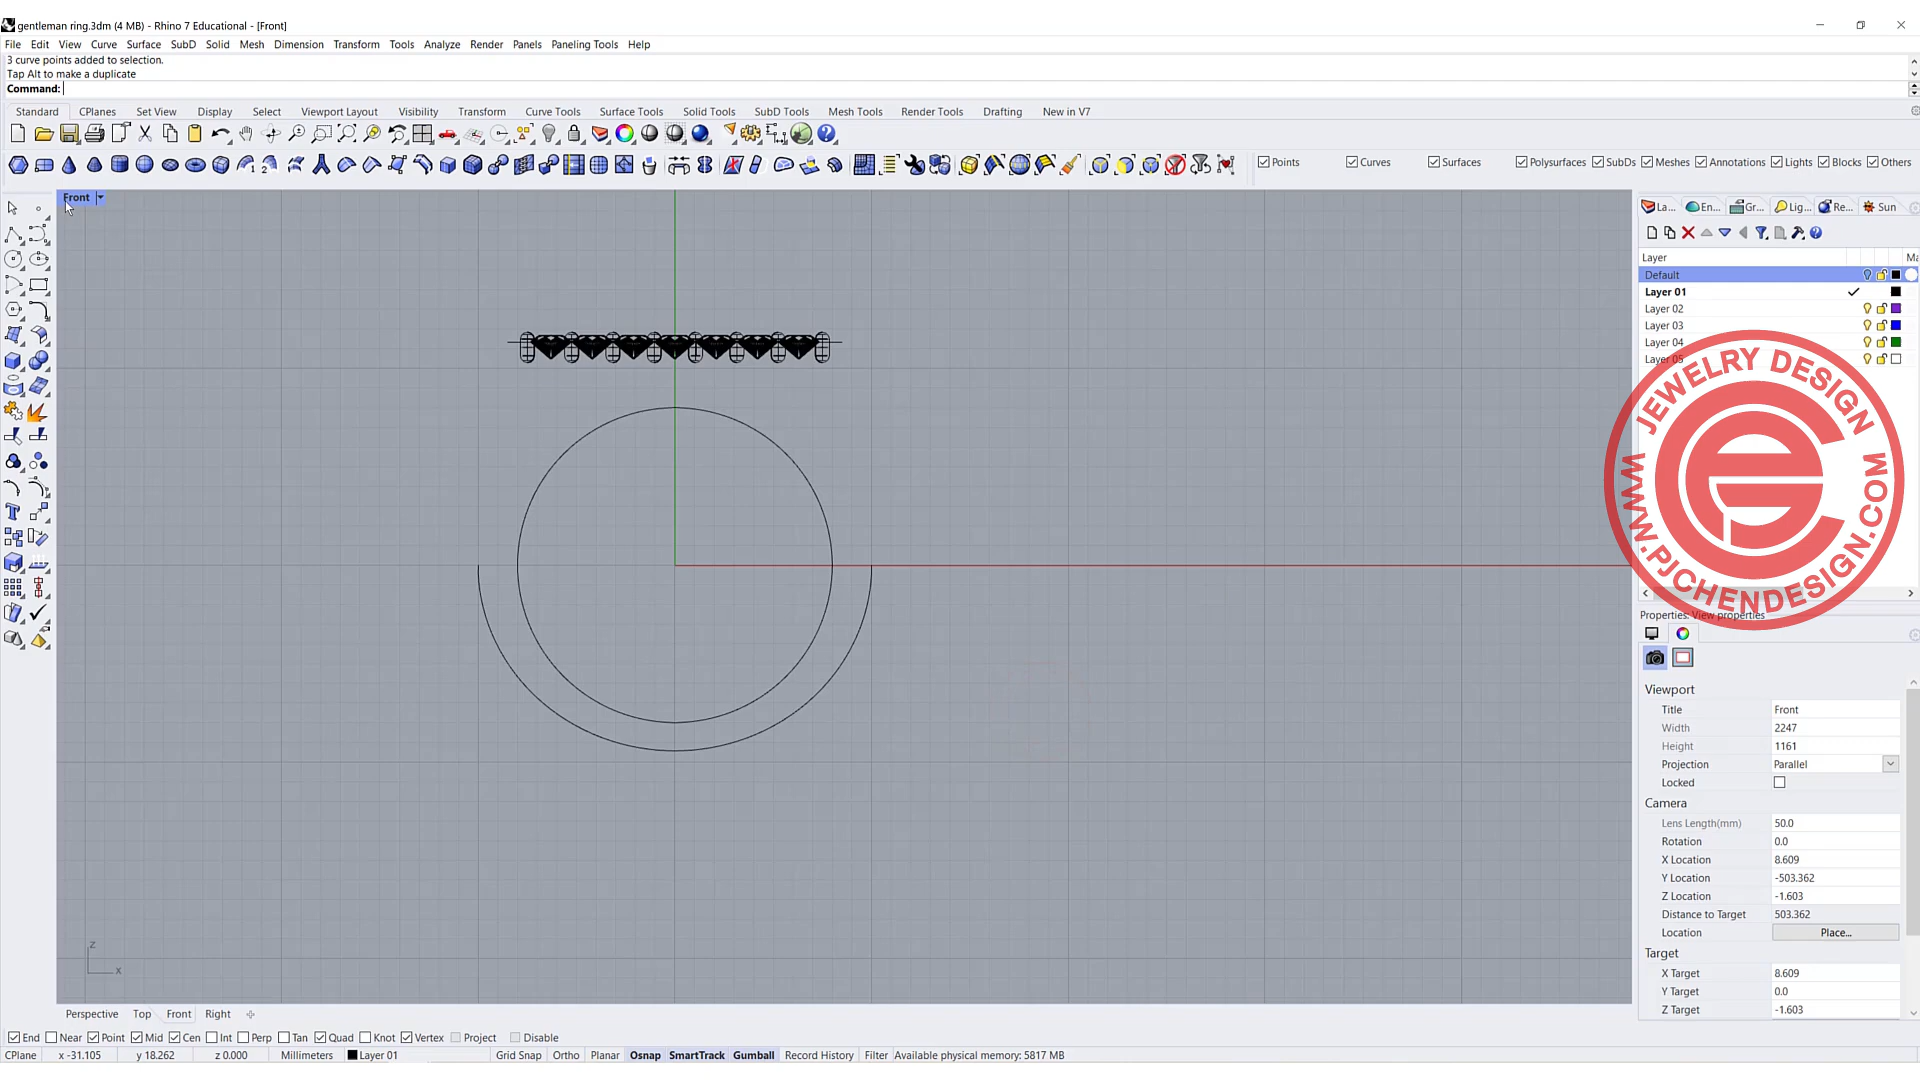 gentleman ring.3dm (4 MB) - Rhino 7 Educational - [Front]
File Edit View Curve Surface SubD Solid Mesh Dimension Transform Tools Analyze Render Panels Paneling Tools Help
3 curve points added to selection.
Tap Alt to make a duplicate
Command:
Standard CPlanes Set View Display Select Viewport Layout Visibility Transform Curve Tools Surface Tools Solid Tools SubD Tools Mesh Tools Render Tools Drafting New in V7
Points Curves Surfaces Polysurfaces SubDs Meshes Annotations Lights Blocks Others
Front
La... En... Gr... Lig... Re... Sun
Layer Ma
Default
Layer 01
Layer 02
Layer 03
Layer 04
Layer 05
JEWELRY DESIGN
WWW.PJCHENDESIGN.COM
Properties: View properties
Viewport
Title Front
Width 2247
Height 1161
Projection Parallel
Locked
Camera
Lens Length(mm) 50.0
Rotation 0.0
X Location 8.609
Y Location -503.362
Z Location -1.603
Distance to Target 503.362
Location Place...
Target
X Target 8.609
Y Target 0.0
Z Target -1.603
z
x
Perspective Top Front Right
End Near Point Mid Cen Int Perp Tan Quad Knot Vertex Project Disable
CPlane x -31.105 y 18.262 z 0.000 Millimeters Layer 01 Grid Snap Ortho Planar Osnap SmartTrack Gumball Record History Filter Available physical memory: 5817 MB